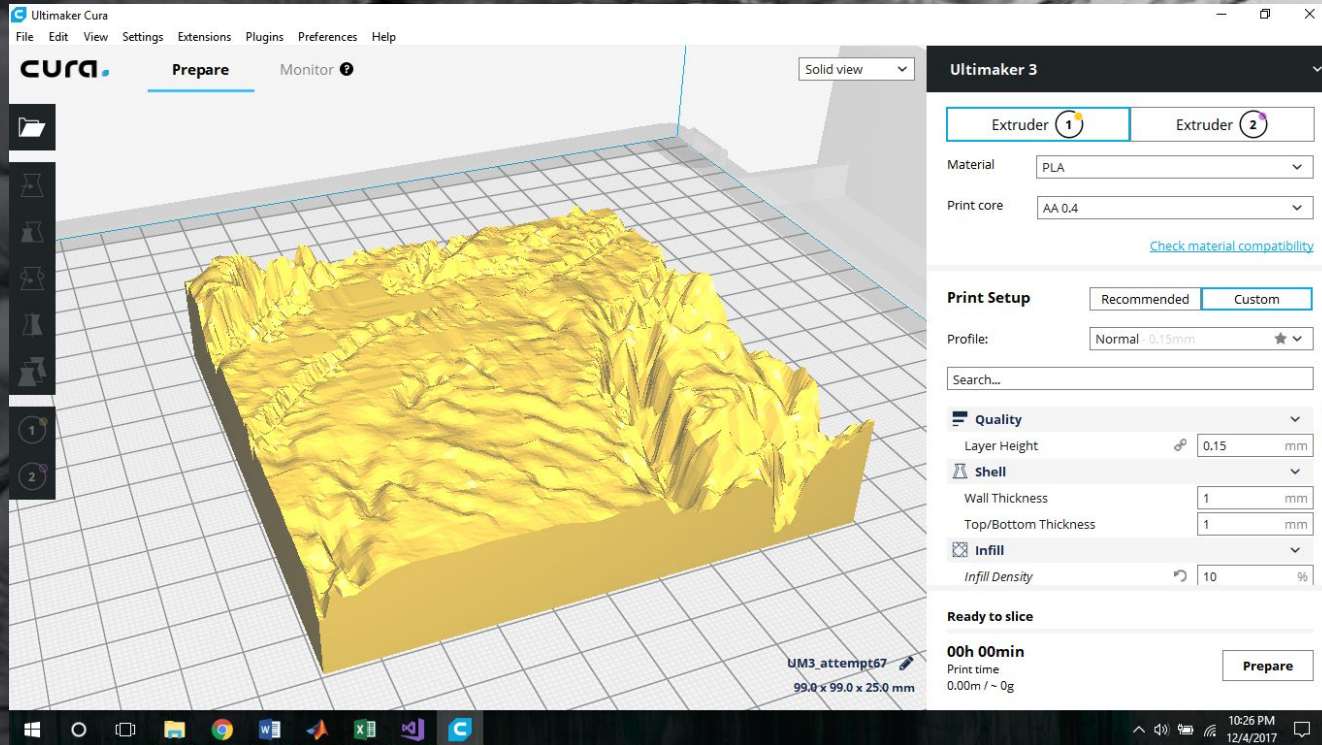 Ultimaker Cura
File Edit View Settings Extensions Plugins Preferences Help
cura.
Prepare
Monitor ?
Solid view
Ultimaker 3
Extruder 1
Extruder 2
Material
PLA
Print core
AA 0.4
Check material compatibility
Print Setup
Recommended
Custom
Profile:
Normal - 0.15mm
Search...
Quality
Layer Height
0.15 mm
Shell
Wall Thickness
1 mm
Top/Bottom Thickness
1 mm
Infill
Infill Density
10 %
1
2
UM3_attempt67
99.0 x 99.0 x 25.0 mm
Ready to slice
00h 00min
Print time
0.00m / ~ 0g
Prepare
10:26 PM
12/4/2017